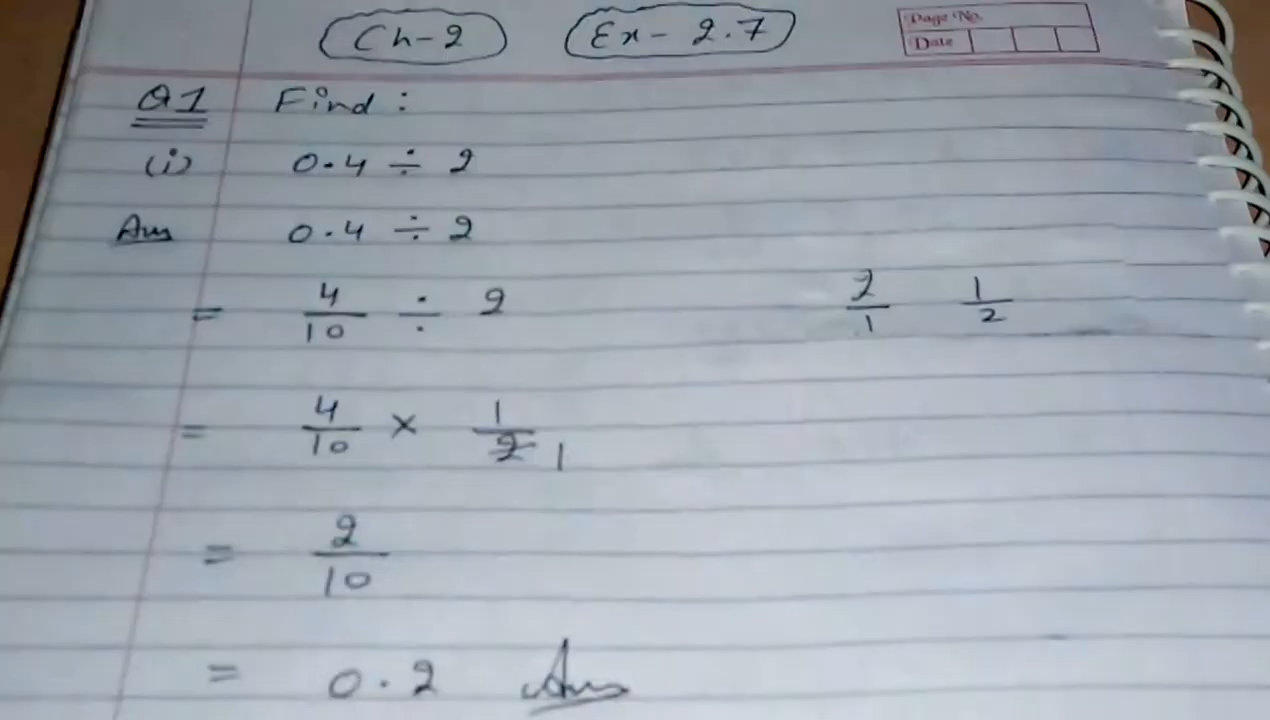 Ch-2 Ex- 2.7
Page No.
Date
Q1 Find :
(i) 0.4 ÷ 2
Ans 0.4 ÷ 2
= 4/10 ÷ 2 2/1 1/2
= 4/10 × 1/2 1
= 2/10
= 0.2 Ans